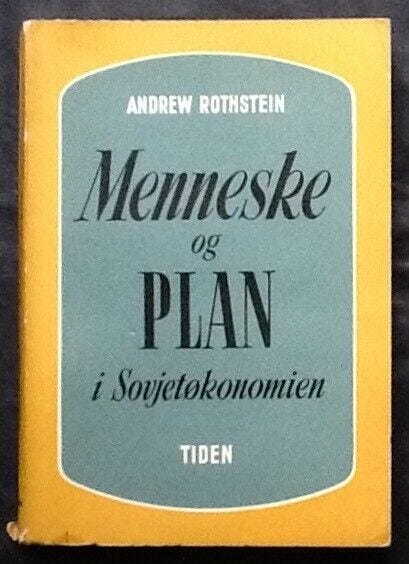 ANDREW ROTHSTEIN
Menneske
og
PLAN
i Sovjetøkonomien
TIDEN